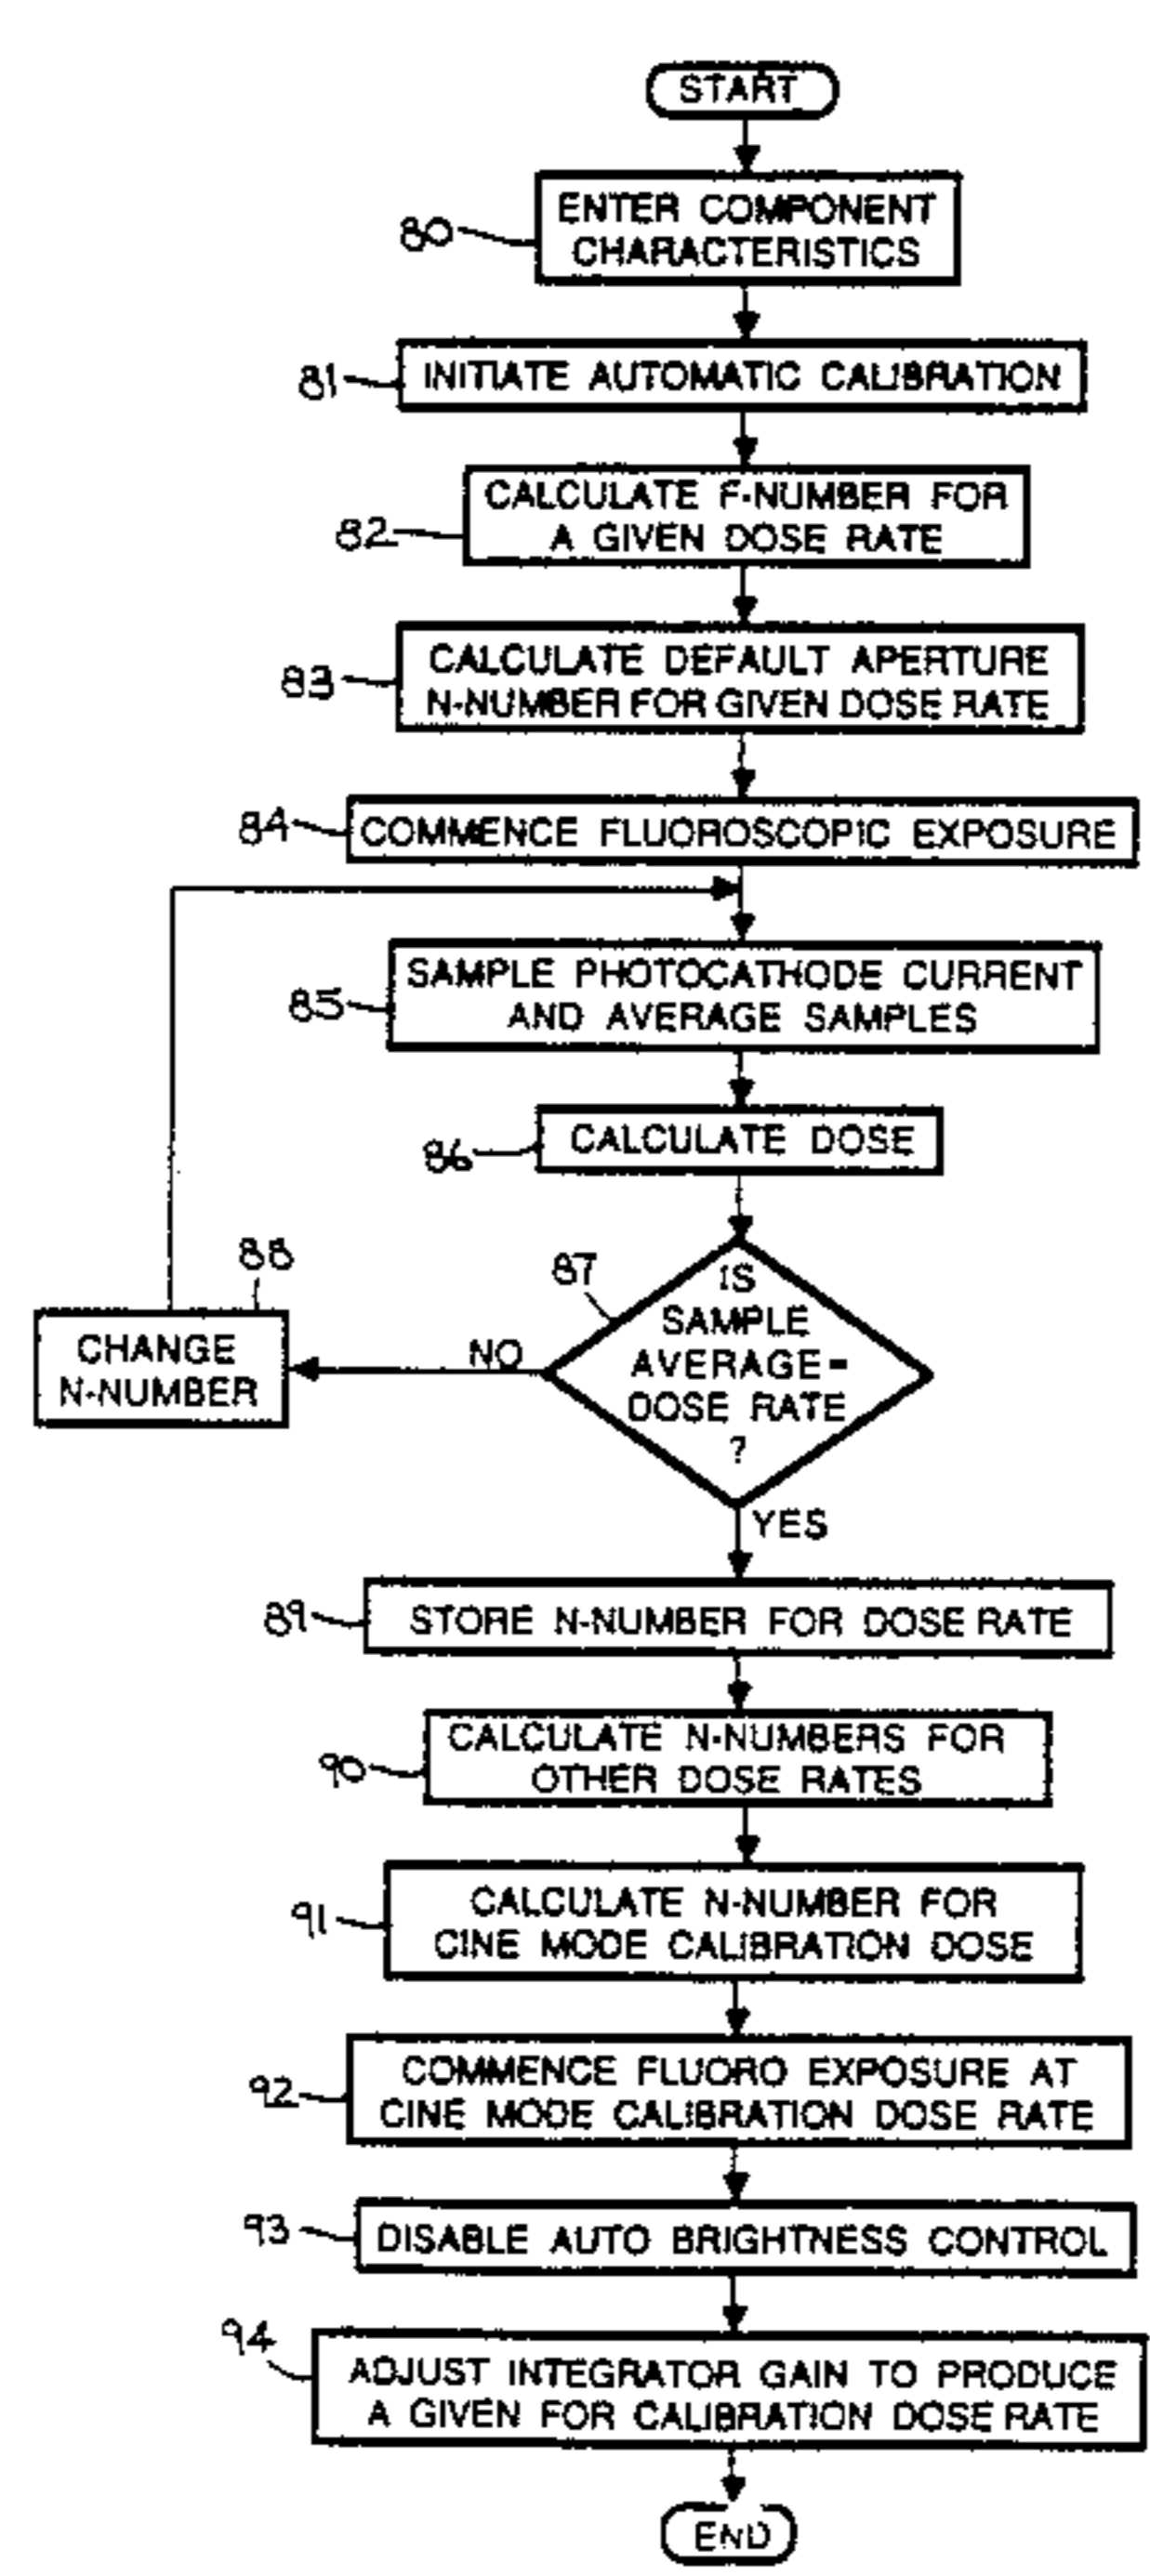 START
80
ENTER COMPONENT
CHARACTERISTICS
81
INITIATE AUTOMATIC CALIBRATION
82
CALCULATE F-NUMBER FOR
A GIVEN DOSE RATE
83
CALCULATE DEFAULT APERTURE
N-NUMBER FOR GIVEN DOSE RATE
84
COMMENCE FLUOROSCOPIC EXPOSURE
85
SAMPLE PHOTOCATHODE CURRENT
AND AVERAGE SAMPLES
86
CALCULATE DOSE
87
IS
SAMPLE
AVERAGE=
DOSE RATE
?
NO
88
CHANGE
N-NUMBER
YES
89
STORE N-NUMBER FOR DOSE RATE
90
CALCULATE N-NUMBERS FOR
OTHER DOSE RATES
91
CALCULATE N-NUMBER FOR
CINE MODE CALIBRATION DOSE
92
COMMENCE FLUORO EXPOSURE AT
CINE MODE CALIBRATION DOSE RATE
93
DISABLE AUTO BRIGHTNESS CONTROL
94
ADJUST INTEGRATOR GAIN TO PRODUCE
A GIVEN FOR CALIBRATION DOSE RATE
END